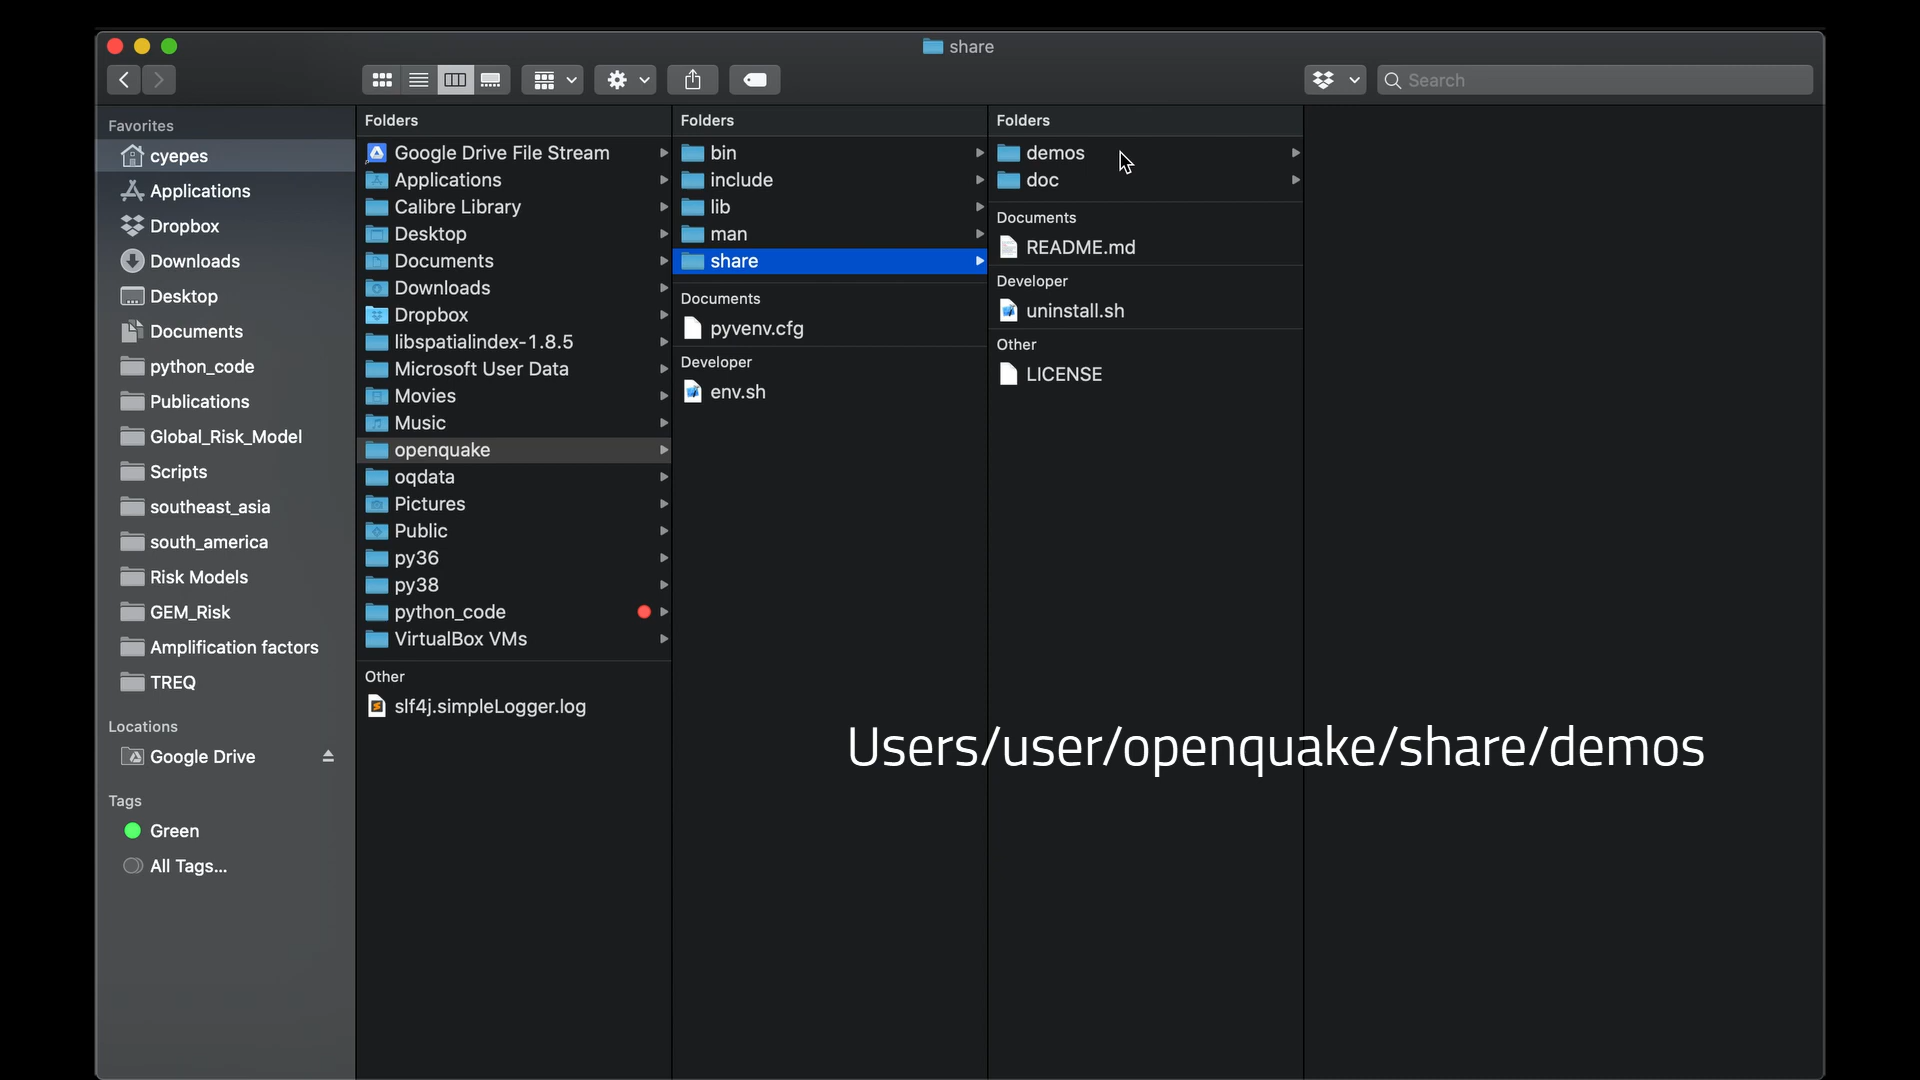 share
Search
Favorites
cyepes
Applications
Dropbox
Downloads
Desktop
Documents
python_code
Publications
Global_Risk_Model
Scripts
southeast_asia
south_america
Risk Models
GEM_Risk
Amplification factors
TREQ
Locations
Google Drive
Tags
Green
All Tags...
Folders
Google Drive File Stream
Applications
Calibre Library
Desktop
Documents
Downloads
Dropbox
libspatialindex-1.8.5
Microsoft User Data
Movies
Music
openquake
oqdata
Pictures
Public
py36
py38
python_code
VirtualBox VMs
Other
slf4j.simpleLogger.log
Folders
bin
include
lib
man
share
Documents
pyvenv.cfg
Developer
env.sh
Folders
demos
doc
Documents
README.md
Developer
uninstall.sh
Other
LICENSE
Users/user/openquake/share/demos